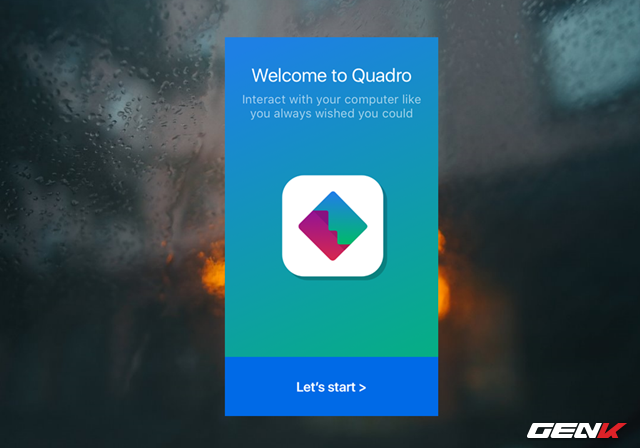 Welcome to Quadro
Interact with your computer like
you always wished you could
Let's start >
GENK